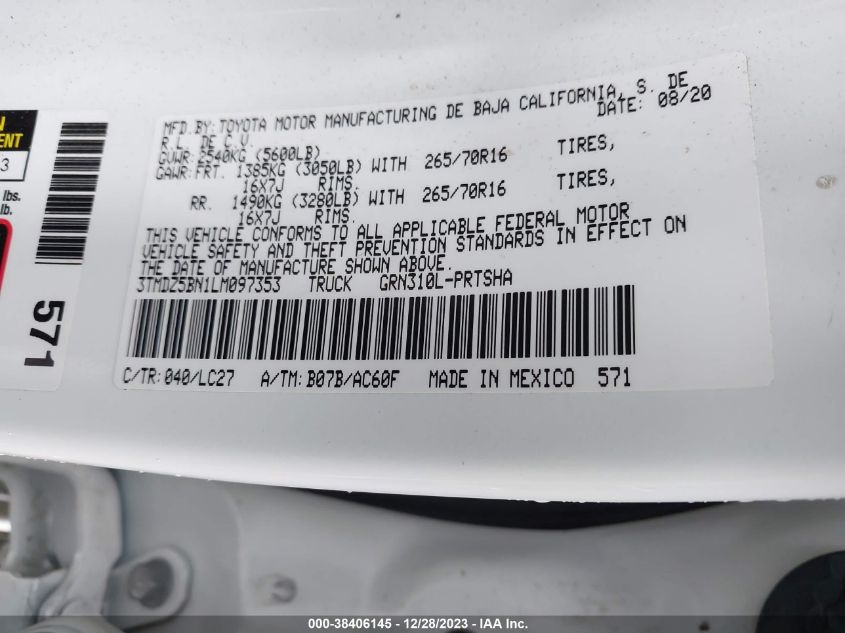 MFD.BY: TOYOTA MOTOR MANUFACTURING DE BAJA CALIFORNIA, S. DE
R.L. DE C.V. DATE: 08/20
GVWR: 2540KG (5600LB)
GAWR: FRT. 1385KG (3050LB) WITH 265/70R16 TIRES,
16X7J RIMS.
RR. 1490KG (3280LB) WITH 265/70R16 TIRES,
16X7J RIMS.
THIS VEHICLE CONFORMS TO ALL APPLICABLE FEDERAL MOTOR
VEHICLE SAFETY AND THEFT PREVENTION STANDARDS IN EFFECT ON
THE DATE OF MANUFACTURE SHOWN ABOVE.
3TMDZ5BN1LM097353 TRUCK GRN310L-PRTSHA
C/TR: 040/LC27 A/TM: B07B/AC60F MADE IN MEXICO 571
3
lbs.
lb.
571
000-38406145 - 12/28/2023 - IAA Inc.